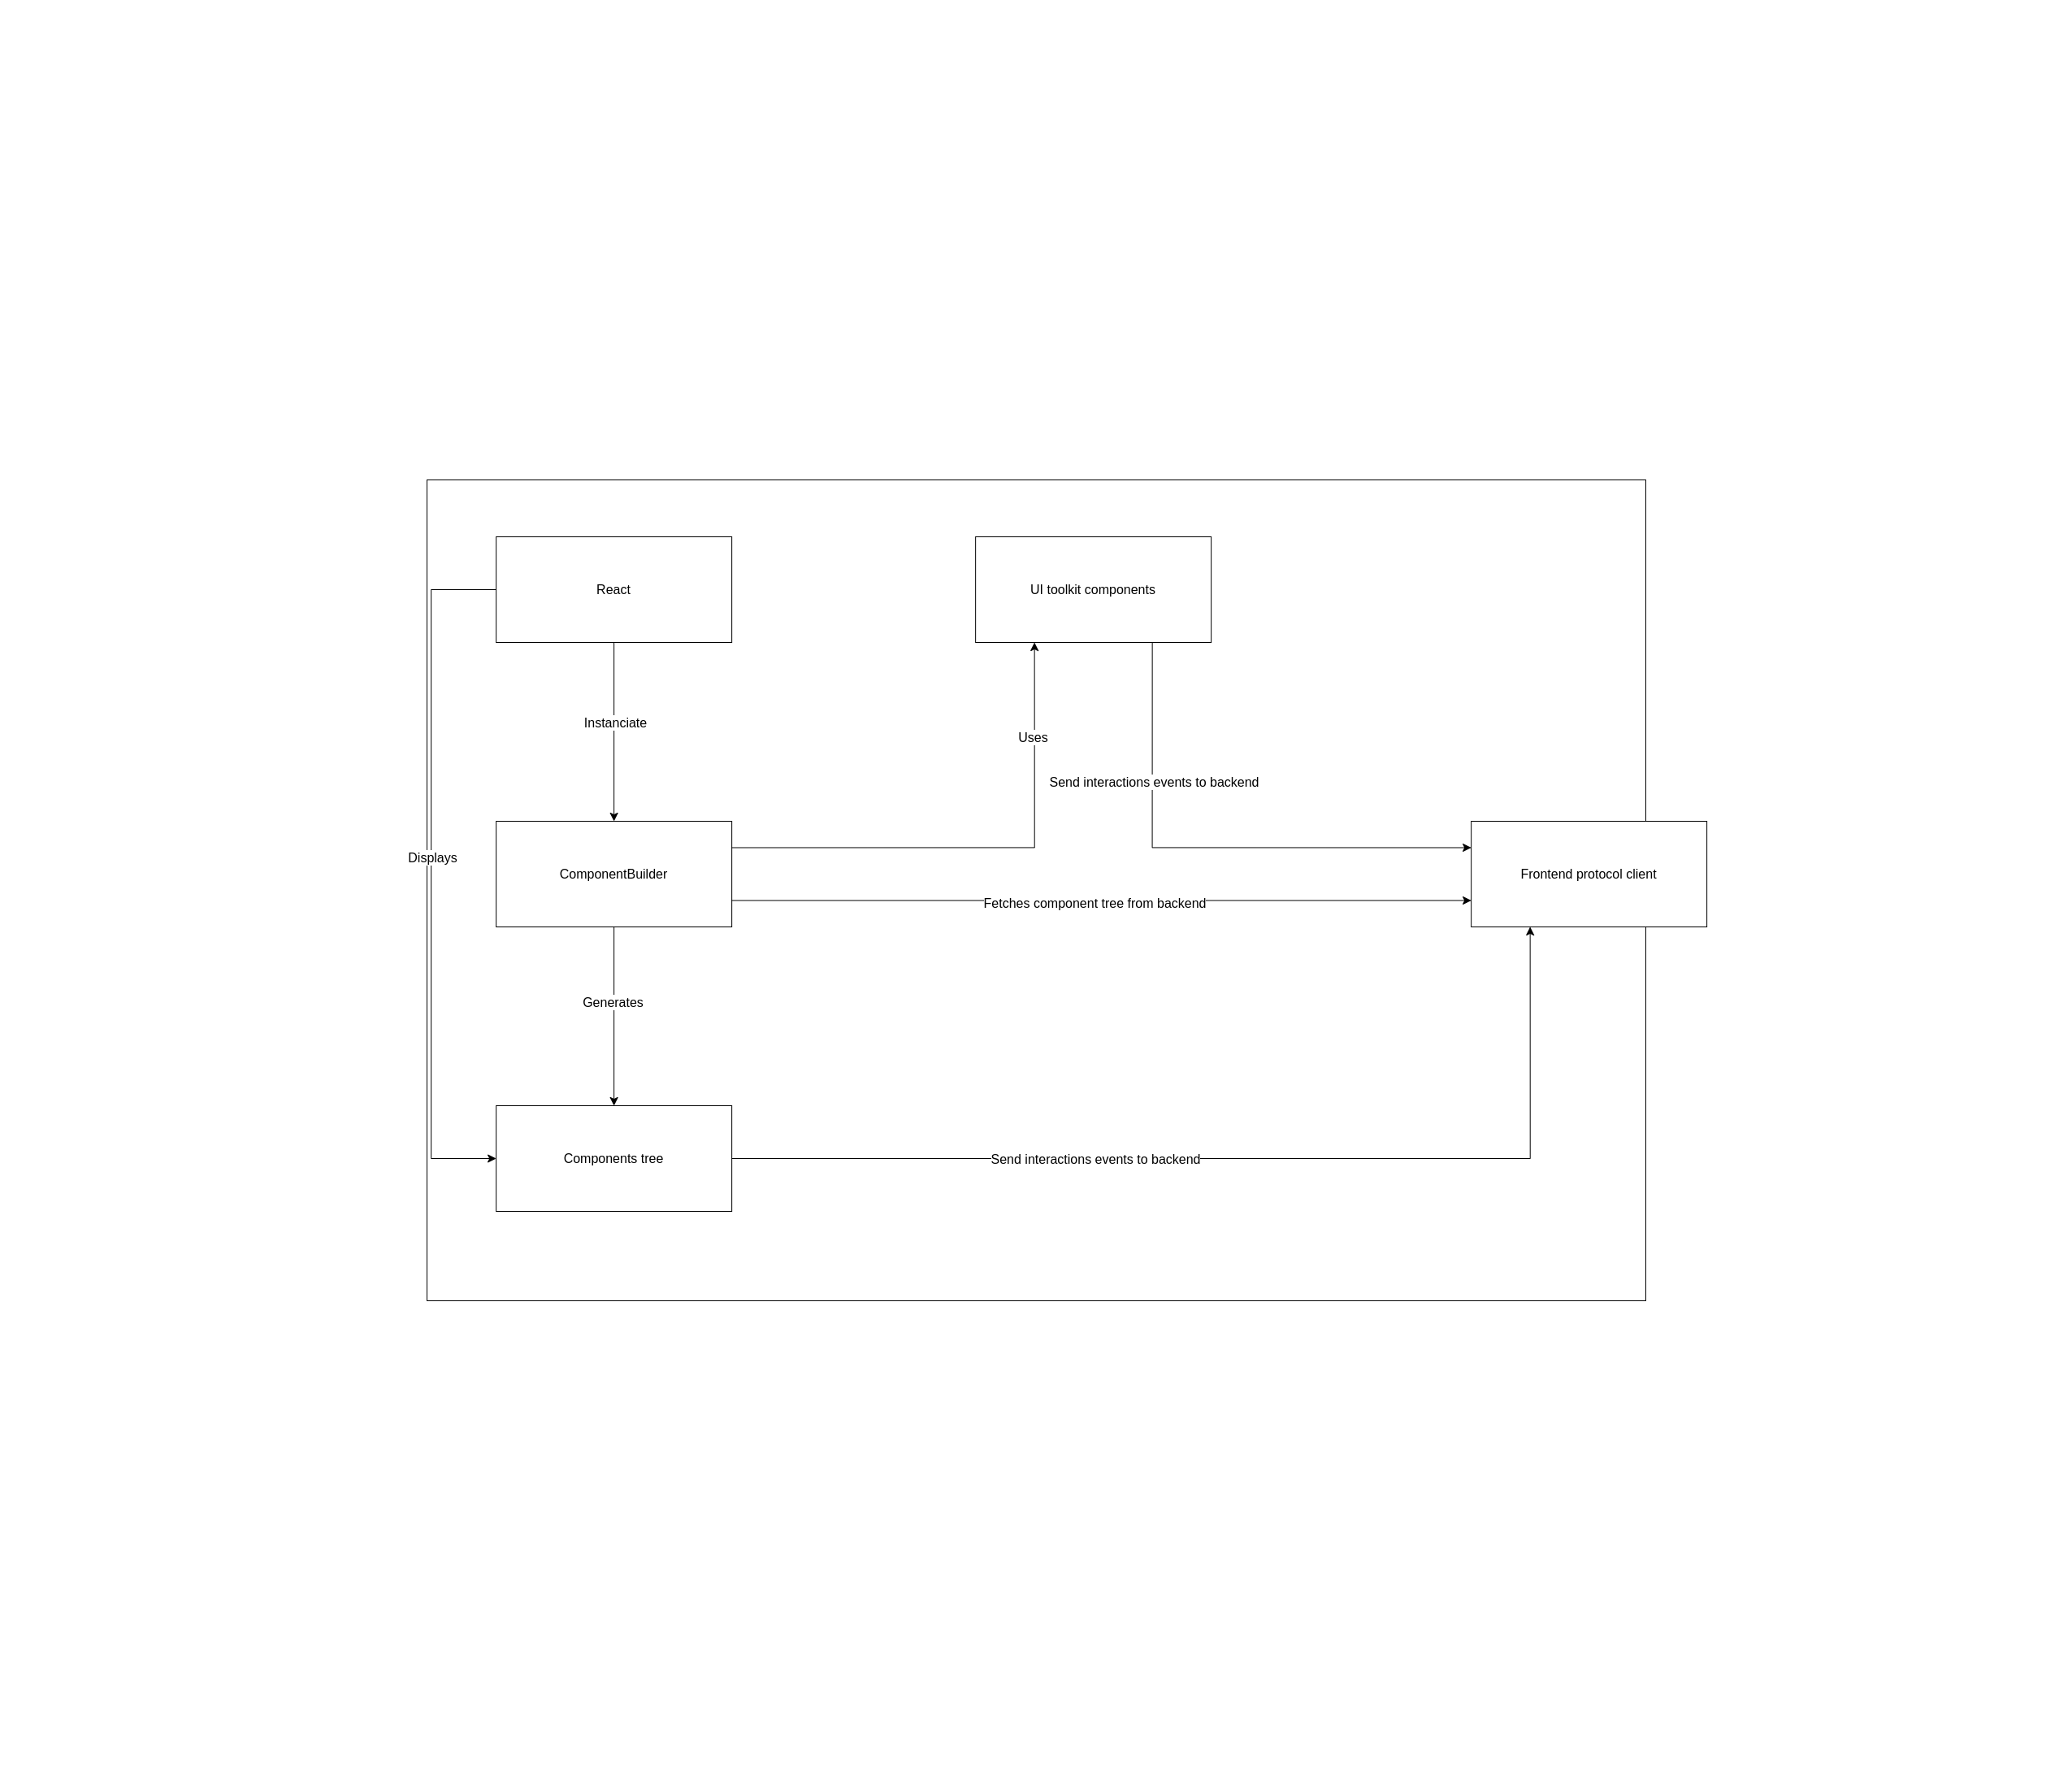 React
UI toolkit components
Instanciate
Uses
Send interactions events to backend
Displays
ComponentBuilder
Frontend protocol client
Fetches component tree from backend
Generates
Components tree
Send interactions events to backend